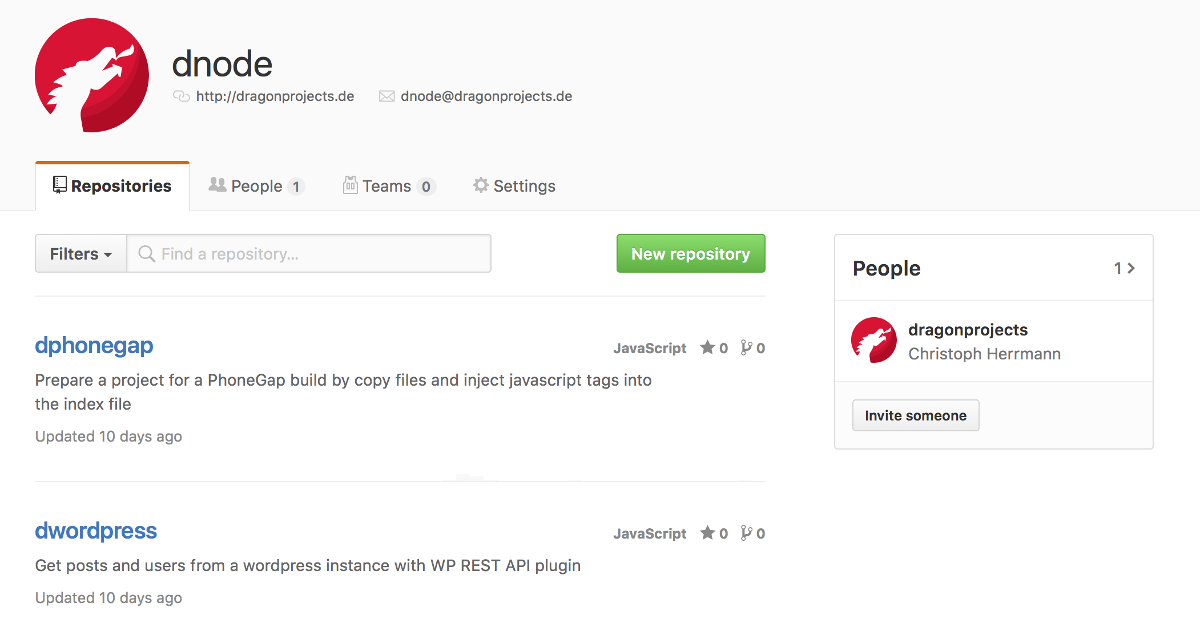 dnode
http://dragonprojects.de dnode@dragonprojects.de
Repositories People 1 Teams 0 Settings
Filters Find a repository... New repository
People 1
dragonprojects
Christoph Herrmann
Invite someone
dphonegap JavaScript 0 0
Prepare a project for a PhoneGap build by copy files and inject javascript tags into
the index file
Updated 10 days ago
dwordpress JavaScript 0 0
Get posts and users from a wordpress instance with WP REST API plugin
Updated 10 days ago